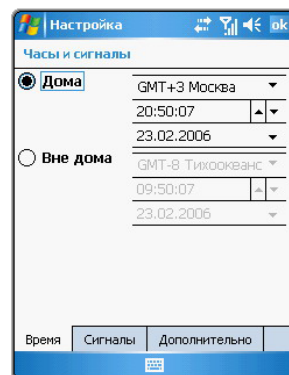 Настройка ok
Часы и сигналы
Дома GMT+3 Москва
20:50:07
23.02.2006
Вне дома GMT-8 Тихоокеанс
09:50:07
23.02.2006
Время Сигналы Дополнительно